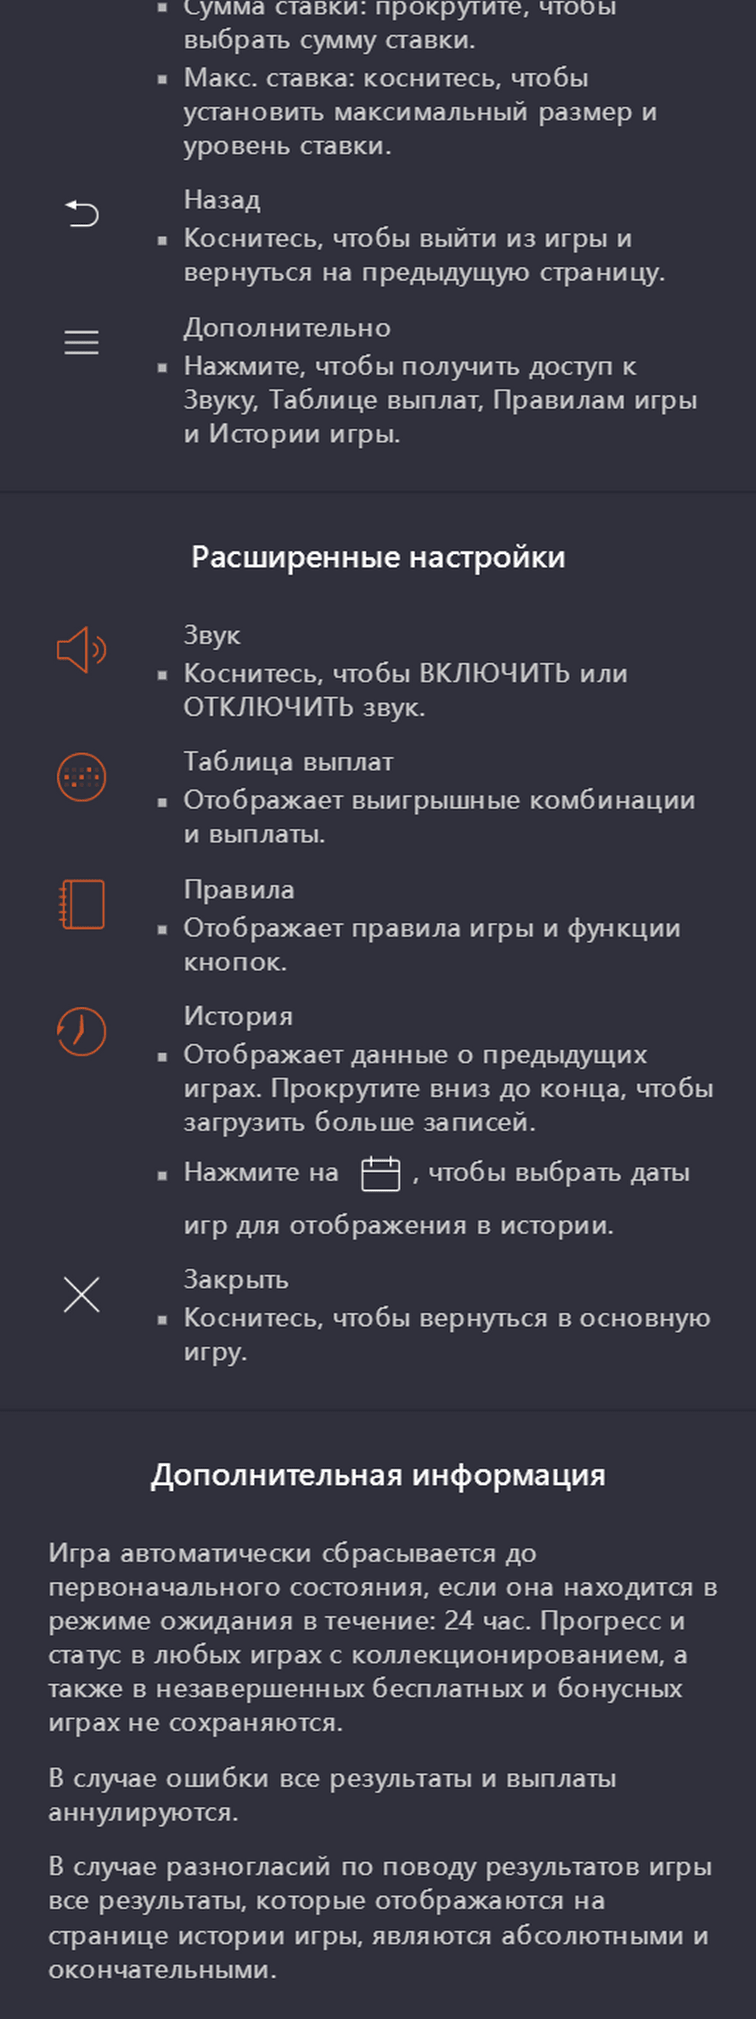 ▪ Сумма ставки: прокрутите, чтобы
выбрать сумму ставки.
▪ Макс. ставка: коснитесь, чтобы
установить максимальный размер и
уровень ставки.
Назад
▪ Коснитесь, чтобы выйти из игры и
вернуться на предыдущую страницу.
Дополнительно
▪ Нажмите, чтобы получить доступ к
Звуку, Таблице выплат, Правилам игры
и Истории игры.
Расширенные настройки
Звук
▪ Коснитесь, чтобы ВКЛЮЧИТЬ или
ОТКЛЮЧИТЬ звук.
Таблица выплат
▪ Отображает выигрышные комбинации
и выплаты.
Правила
▪ Отображает правила игры и функции
кнопок.
История
▪ Отображает данные о предыдущих
играх. Прокрутите вниз до конца, чтобы
загрузить больше записей.
▪ Нажмите на , чтобы выбрать даты
игр для отображения в истории.
Закрыть
▪ Коснитесь, чтобы вернуться в основную
игру.
Дополнительная информация
Игра автоматически сбрасывается до
первоначального состояния, если она находится в
режиме ожидания в течение: 24 час. Прогресс и
статус в любых играх с коллекционированием, а
также в незавершенных бесплатных и бонусных
играх не сохраняются.
В случае ошибки все результаты и выплаты
аннулируются.
В случае разногласий по поводу результатов игры
все результаты, которые отображаются на
странице истории игры, являются абсолютными и
окончательными.